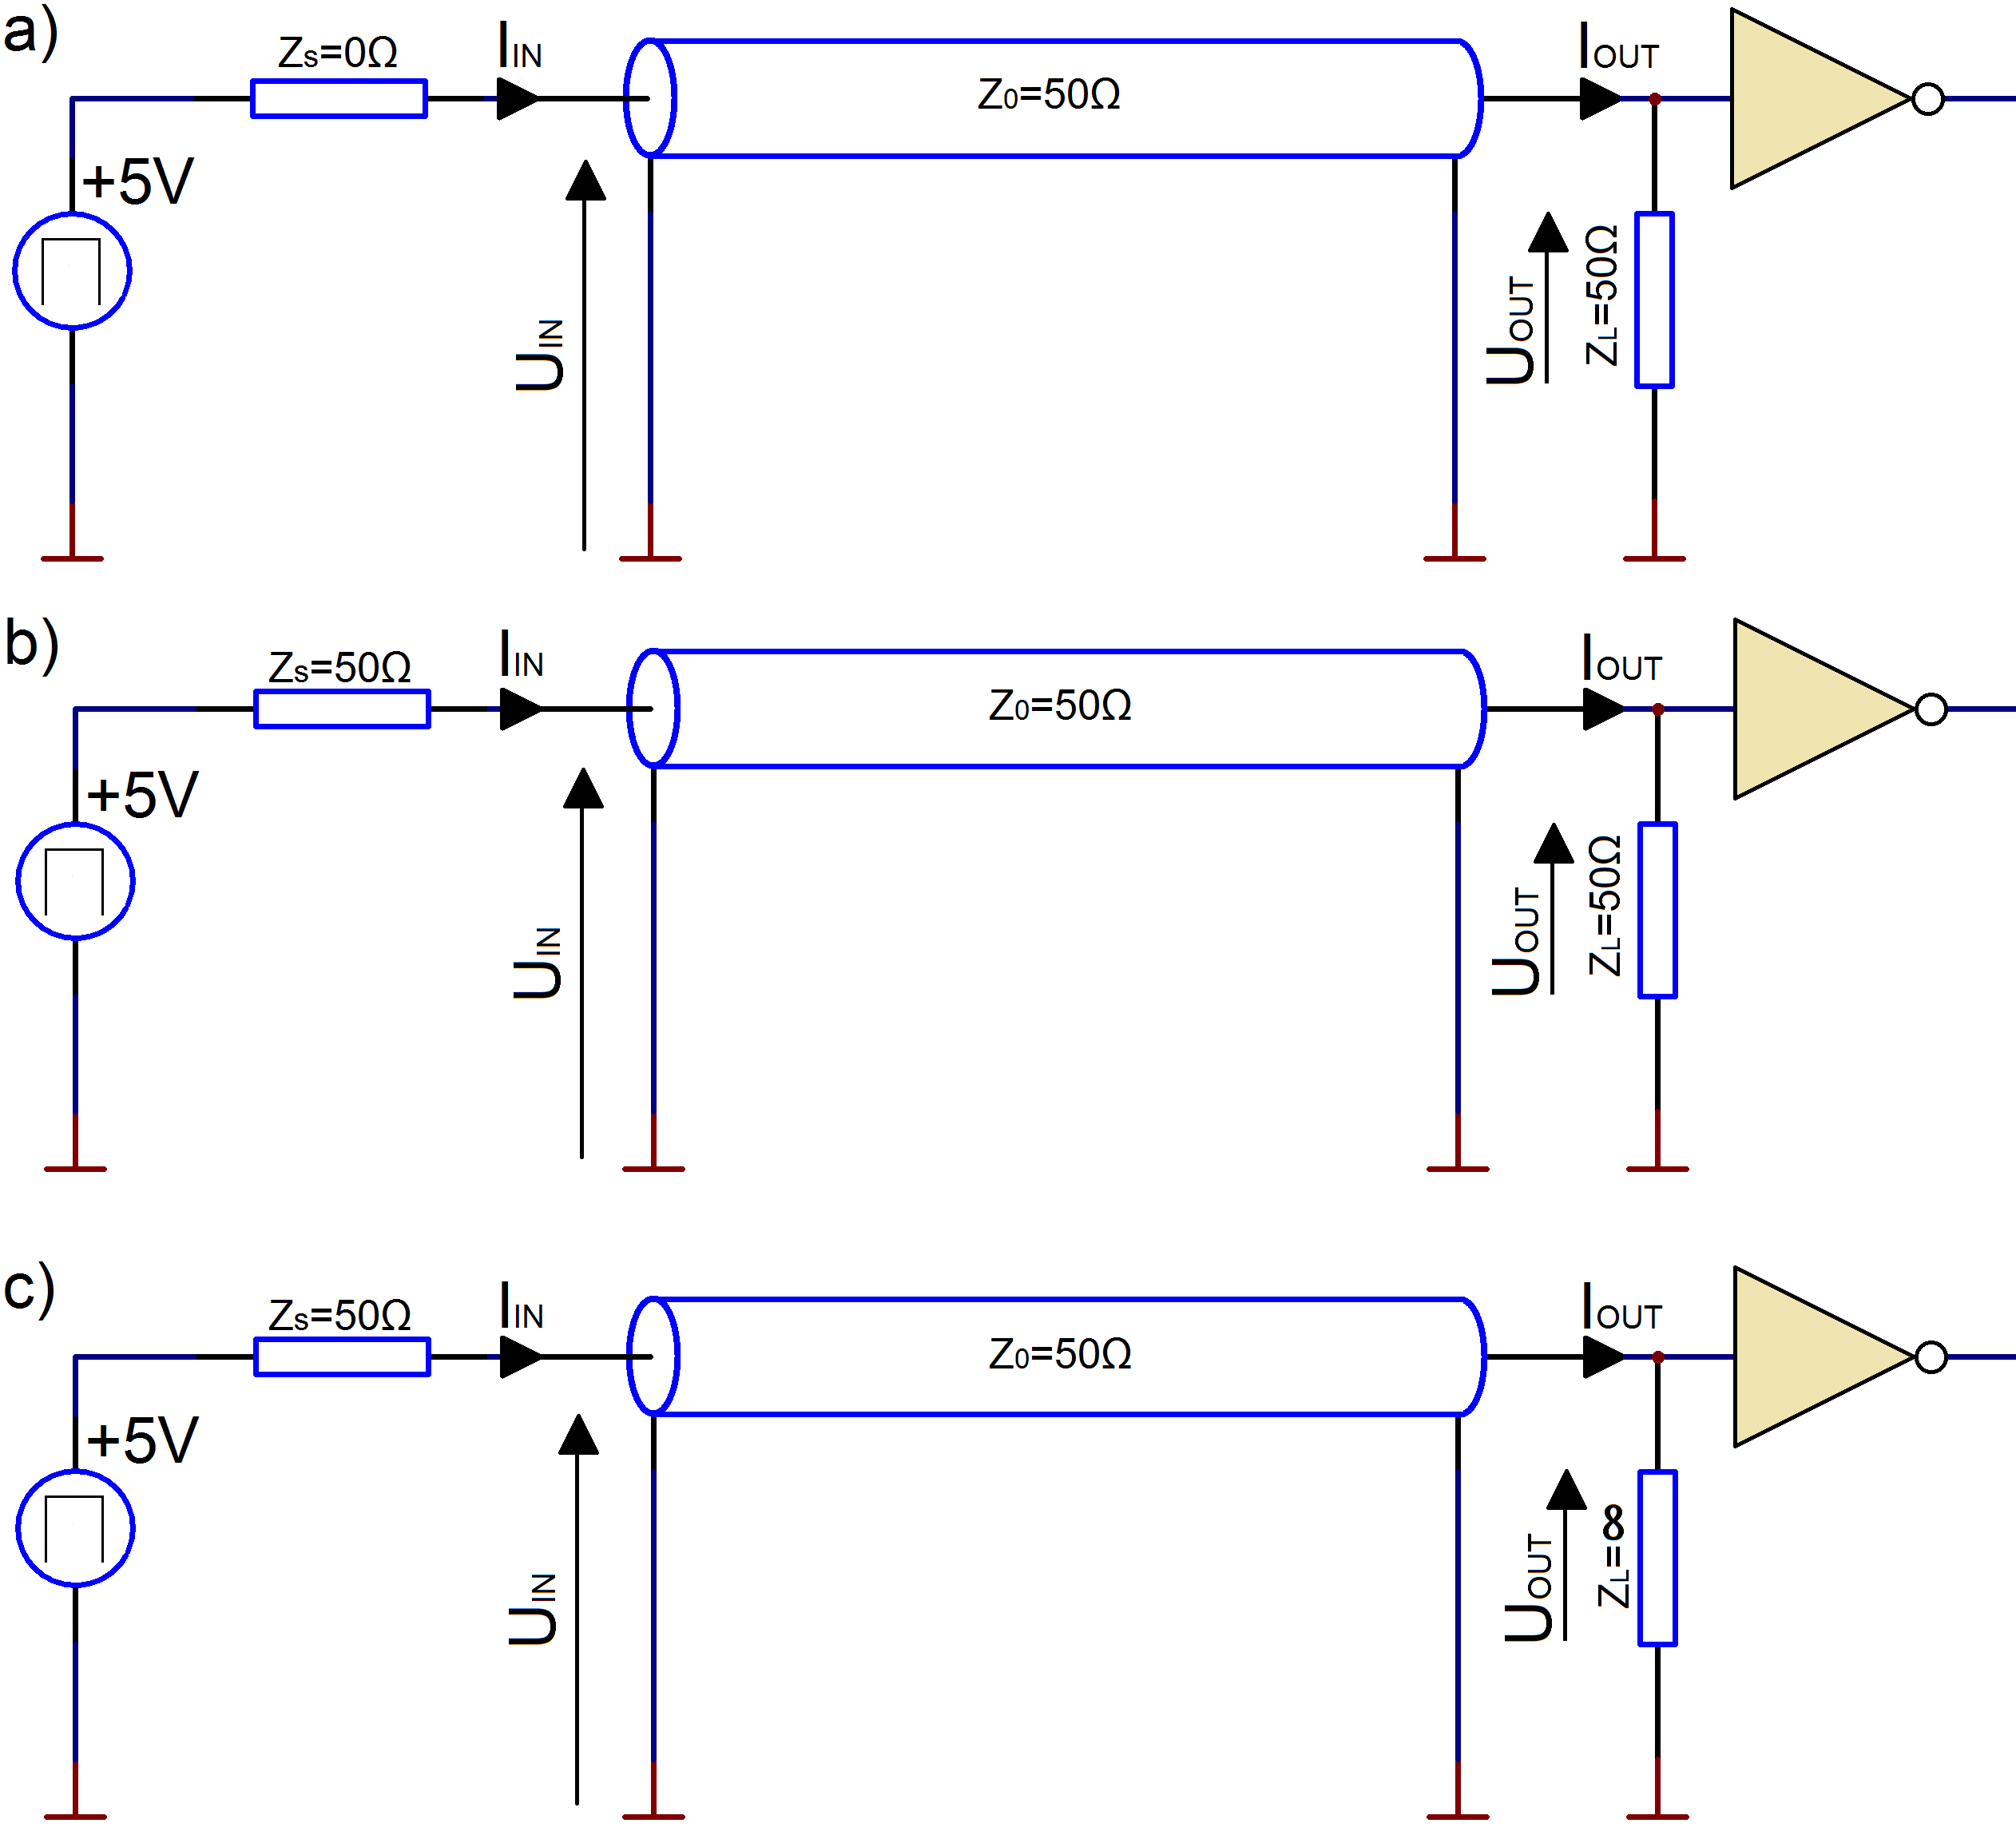 a)
Zs=0Ω
IIN
Z0=50Ω
IOUT
+5V
UIN
UOUT
ZL=50Ω
b)
Zs=50Ω
IIN
Z0=50Ω
IOUT
+5V
UIN
UOUT
ZL=50Ω
c)
Zs=50Ω
IIN
Z0=50Ω
IOUT
+5V
UIN
UOUT
ZL=∞